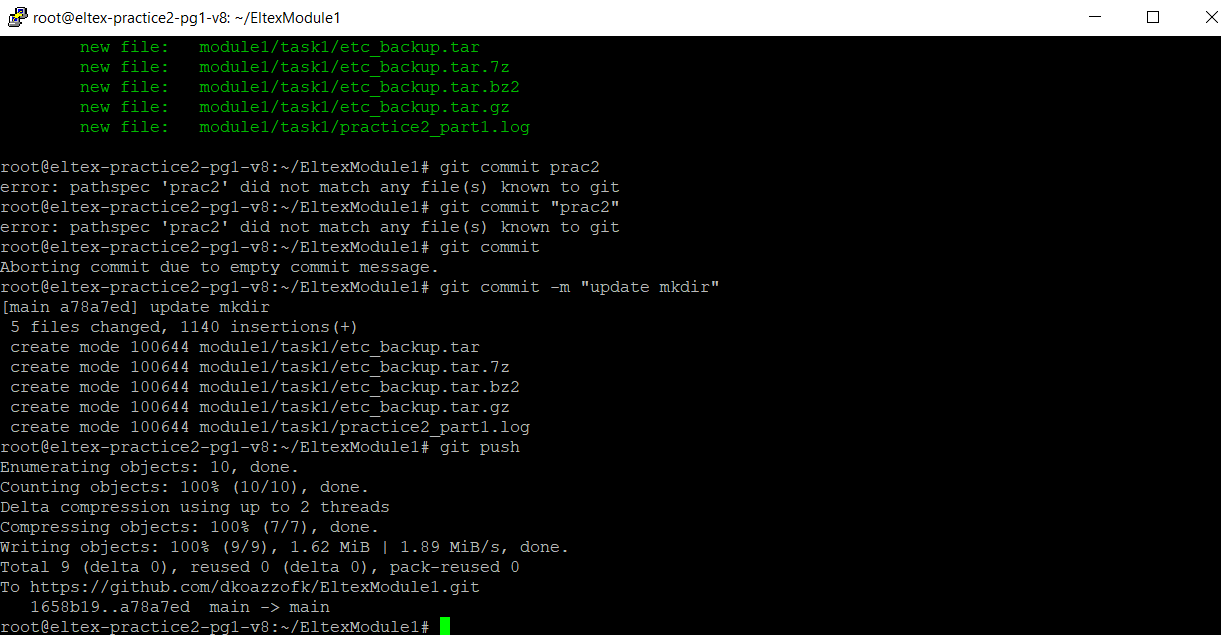 root@eltex-practice2-pg1-v8: ~/EltexModule1
new file:   module1/task1/etc_backup.tar
new file:   module1/task1/etc_backup.tar.7z
new file:   module1/task1/etc_backup.tar.bz2
new file:   module1/task1/etc_backup.tar.gz
new file:   module1/task1/practice2_part1.log
root@eltex-practice2-pg1-v8:~/EltexModule1# git commit prac2
error: pathspec 'prac2' did not match any file(s) known to git
root@eltex-practice2-pg1-v8:~/EltexModule1# git commit "prac2"
error: pathspec 'prac2' did not match any file(s) known to git
root@eltex-practice2-pg1-v8:~/EltexModule1# git commit
Aborting commit due to empty commit message.
root@eltex-practice2-pg1-v8:~/EltexModule1# git commit -m "update mkdir"
[main a78a7ed] update mkdir
 5 files changed, 1140 insertions(+)
 create mode 100644 module1/task1/etc_backup.tar
 create mode 100644 module1/task1/etc_backup.tar.7z
 create mode 100644 module1/task1/etc_backup.tar.bz2
 create mode 100644 module1/task1/etc_backup.tar.gz
 create mode 100644 module1/task1/practice2_part1.log
root@eltex-practice2-pg1-v8:~/EltexModule1# git push
Enumerating objects: 10, done.
Counting objects: 100% (10/10), done.
Delta compression using up to 2 threads
Compressing objects: 100% (7/7), done.
Writing objects: 100% (9/9), 1.62 MiB | 1.89 MiB/s, done.
Total 9 (delta 0), reused 0 (delta 0), pack-reused 0
To https://github.com/dkoazzofk/EltexModule1.git
   1658b19..a78a7ed  main -> main
root@eltex-practice2-pg1-v8:~/EltexModule1#